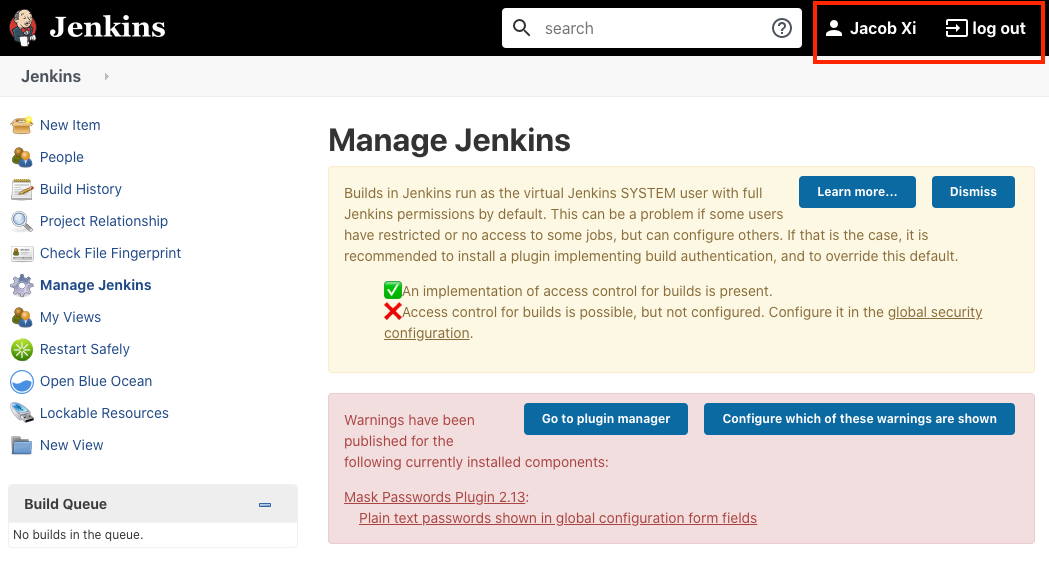 Jenkins
search
Jacob Xi
log out
Jenkins
New Item
People
Build History
Project Relationship
Check File Fingerprint
Manage Jenkins
My Views
Restart Safely
Open Blue Ocean
Lockable Resources
New View
Build Queue
No builds in the queue.
Manage Jenkins
Learn more...
Dismiss
Builds in Jenkins run as the virtual Jenkins SYSTEM user with full
Jenkins permissions by default. This can be a problem if some users
have restricted or no access to some jobs, but can configure others. If that is the case, it is
recommended to install a plugin implementing build authentication, and to override this default.
An implementation of access control for builds is present.
Access control for builds is possible, but not configured. Configure it in the global security
configuration.
Go to plugin manager
Configure which of these warnings are shown
Warnings have been
published for the
following currently installed components:
Mask Passwords Plugin 2.13:
Plain text passwords shown in global configuration form fields